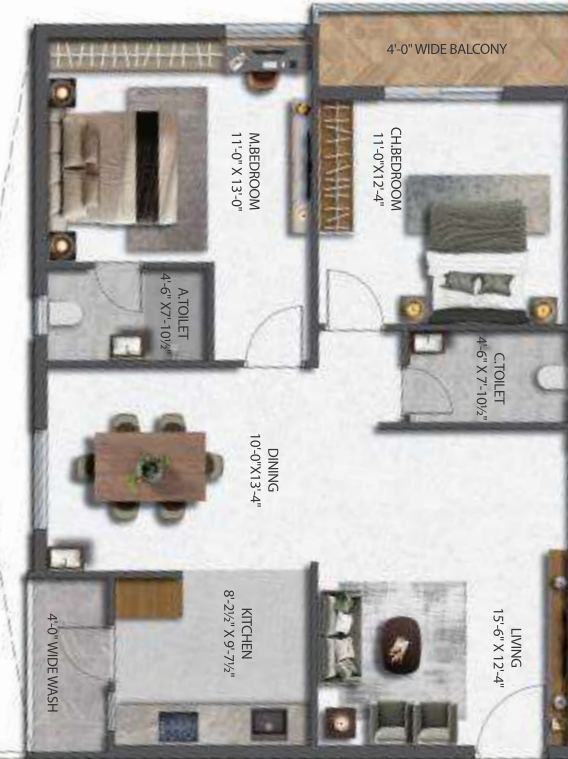 4'-0" WIDE BALCONY
M.BEDROOM
11'-0" X 13'-0"
CH.BEDROOM
11'-0"X12'-4"
A.TOILET
4'-6" X7'-10½"
C.TOILET
4'-6" X 7'-10½"
DINING
10'-0"X13'-4"
KITCHEN
8'-2½" X 9'-7½"
LIVING
15'-6" X 12'-4"
4'-0" WIDE WASH